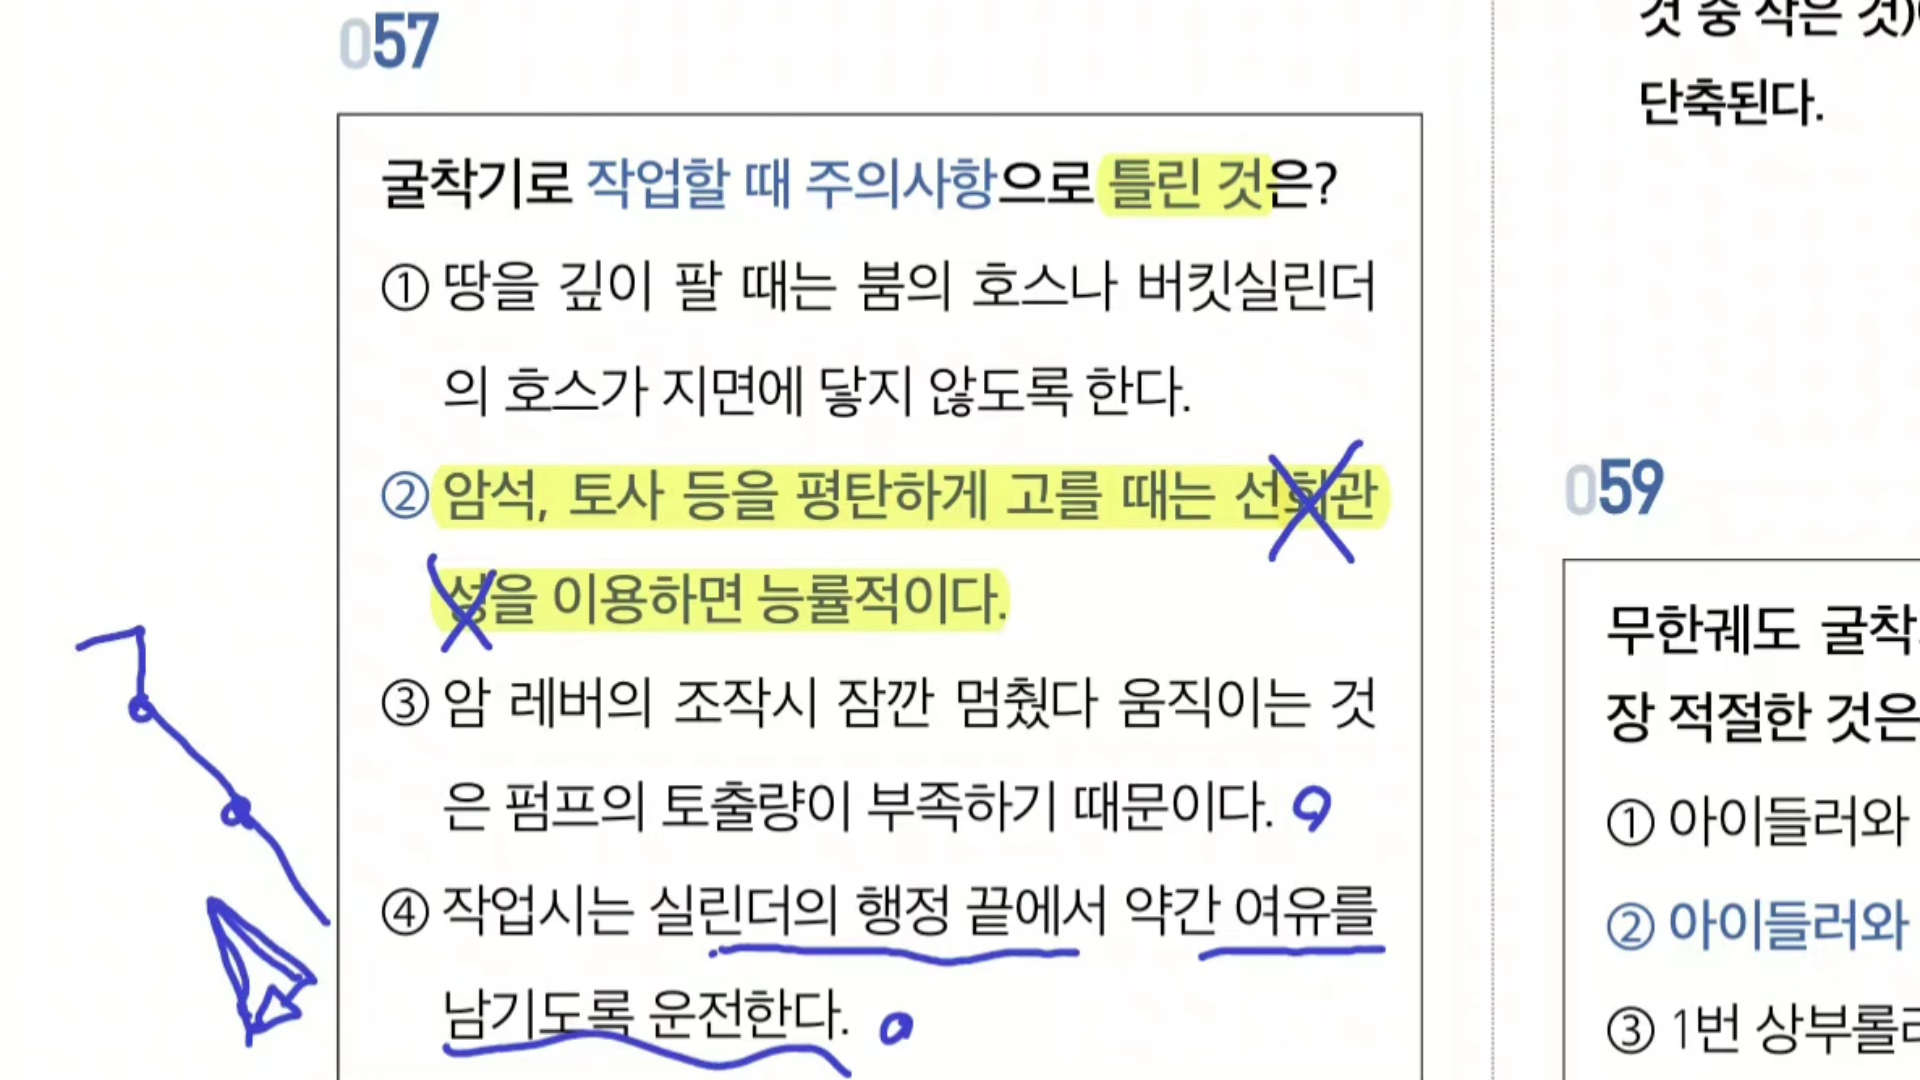 057
굴착기로 작업할 때 주의사항으로 틀린 것은?
① 땅을 깊이 팔 때는 붐의 호스나 버킷실린더
의 호스가 지면에 닿지 않도록 한다.
② 암석, 토사 등을 평탄하게 고를 때는 선회관
성을 이용하면 능률적이다.
③ 암 레버의 조작시 잠깐 멈췄다 움직이는 것
은 펌프의 토출량이 부족하기 때문이다.
④ 작업시는 실린더의 행정 끝에서 약간 여유를
남기도록 운전한다.
것 중 작은 것)
단축된다.
059
무한궤도 굴착
장 적절한 것은
① 아이들러와
② 아이들러와
③ 1번 상부롤러